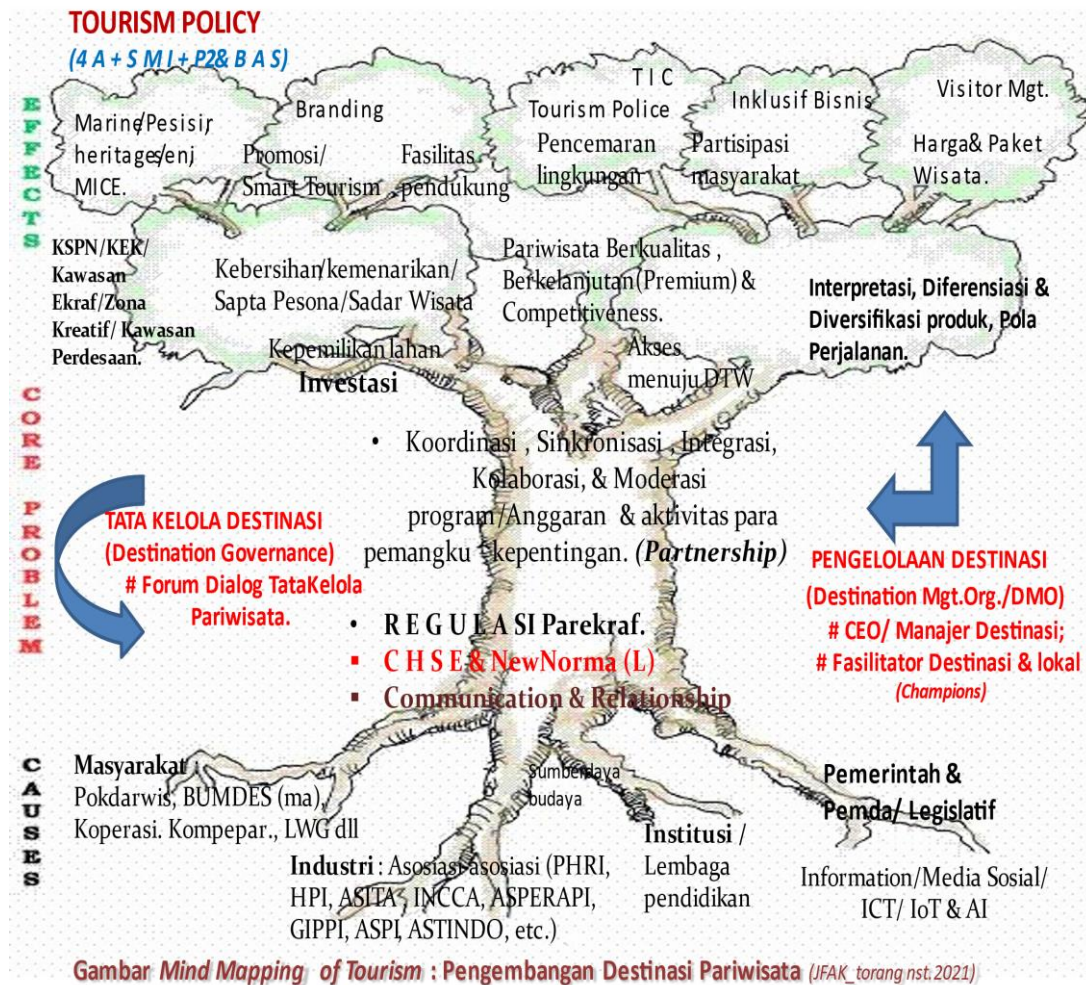 TOURISM POLICY
(4 A + S M I + P2& B A S)
EFFECTS
Marine/Pesisir,
heritages/enj,
MICE.
Branding
Promosi/
Smart Tourism
Fasilitas
pendukung
T I C
Tourism Police
Pencemaran
lingkungan
Inklusif Bisnis
Partisipasi
masyarakat
Visitor Mgt.
Harga& Paket
Wisata.
KSPN/KEK/
Kawasan
Ekraf/Zona
Kreatif/ Kawasan
Perdesaan.
Kebersihan/kemenarikan/
Sapta Pesona/Sadar Wisata
Kepemilikan lahan
Investasi
Pariwisata Berkualitas ,
Berkelanjutan(Premium) &
Competitiveness.
Akses
menuju DTW
Interpretasi, Diferensiasi &
Diversifikasi produk, Pola
Perjalanan.
CORE PROBLEM
• Koordinasi , Sinkronisasi , Integrasi,
Kolaborasi, & Moderasi
program/Anggaran & aktivitas para
pemangku kepentingan. (Partnership)
TATA KELOLA DESTINASI
(Destination Governance)
# Forum Dialog TataKelola
Pariwisata.
PENGELOLAAN DESTINASI
(Destination Mgt.Org./DMO)
# CEO/ Manajer Destinasi;
# Fasilitator Destinasi & lokal
(Champions)
• R E G U L A SI Parekraf.
▪ C H S E & NewNorma (L)
▪ Communication & Relationship
CAUSES
Masyarakat
Pokdarwis, BUMDES (ma),
Koperasi. Kompepar., LWG dll
Sumberdaya
budaya
Industri : Asosiasi-asosiasi (PHRI,
HPI, ASITA , INCCA, ASPERAPI,
GIPPI, ASPI, ASTINDO, etc.)
Institusi /
Lembaga
pendidikan
Pemerintah &
Pemda/ Legislatif
Information/Media Sosial/
ICT/ IoT & AI
Gambar Mind Mapping of Tourism : Pengembangan Destinasi Pariwisata (JFAK_torang nst.2021)